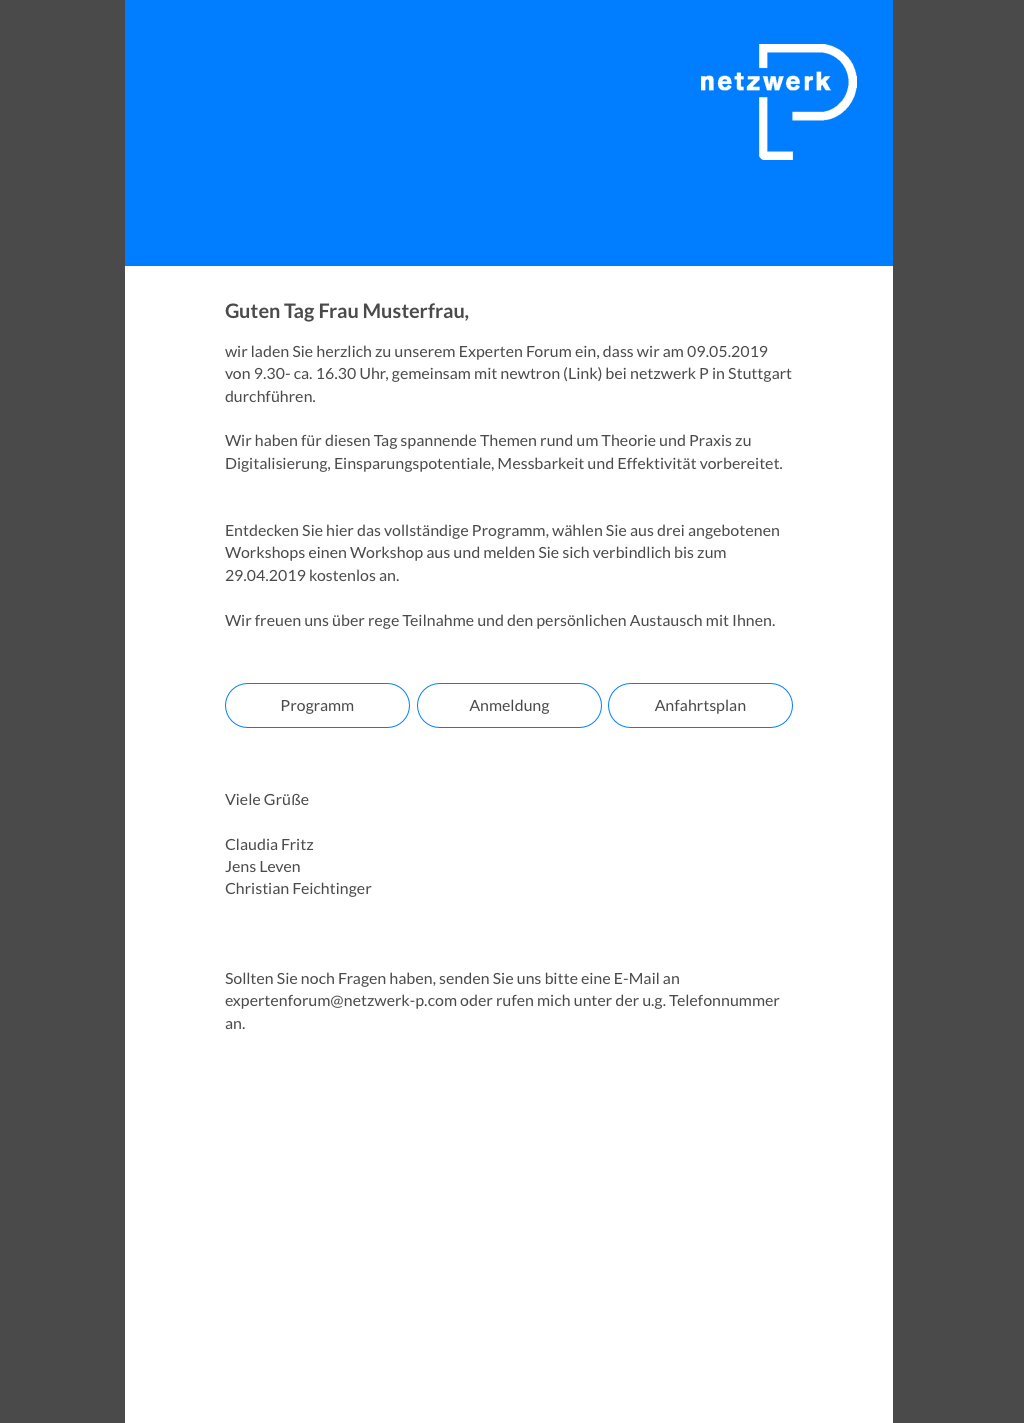 netzwerk
Guten Tag Frau Musterfrau,
wir laden Sie herzlich zu unserem Experten Forum ein, dass wir am 09.05.2019
von 9.30- ca. 16.30 Uhr, gemeinsam mit newtron (Link) bei netzwerk P in Stuttgart
durchführen.
Wir haben für diesen Tag spannende Themen rund um Theorie und Praxis zu
Digitalisierung, Einsparungspotentiale, Messbarkeit und Effektivität vorbereitet.
Entdecken Sie hier das vollständige Programm, wählen Sie aus drei angebotenen
Workshops einen Workshop aus und melden Sie sich verbindlich bis zum
29.04.2019 kostenlos an.
Wir freuen uns über rege Teilnahme und den persönlichen Austausch mit Ihnen.
Programm
Anmeldung
Anfahrtsplan
Viele Grüße
Claudia Fritz
Jens Leven
Christian Feichtinger
Sollten Sie noch Fragen haben, senden Sie uns bitte eine E-Mail an
expertenforum@netzwerk-p.com oder rufen mich unter der u.g. Telefonnummer
an.